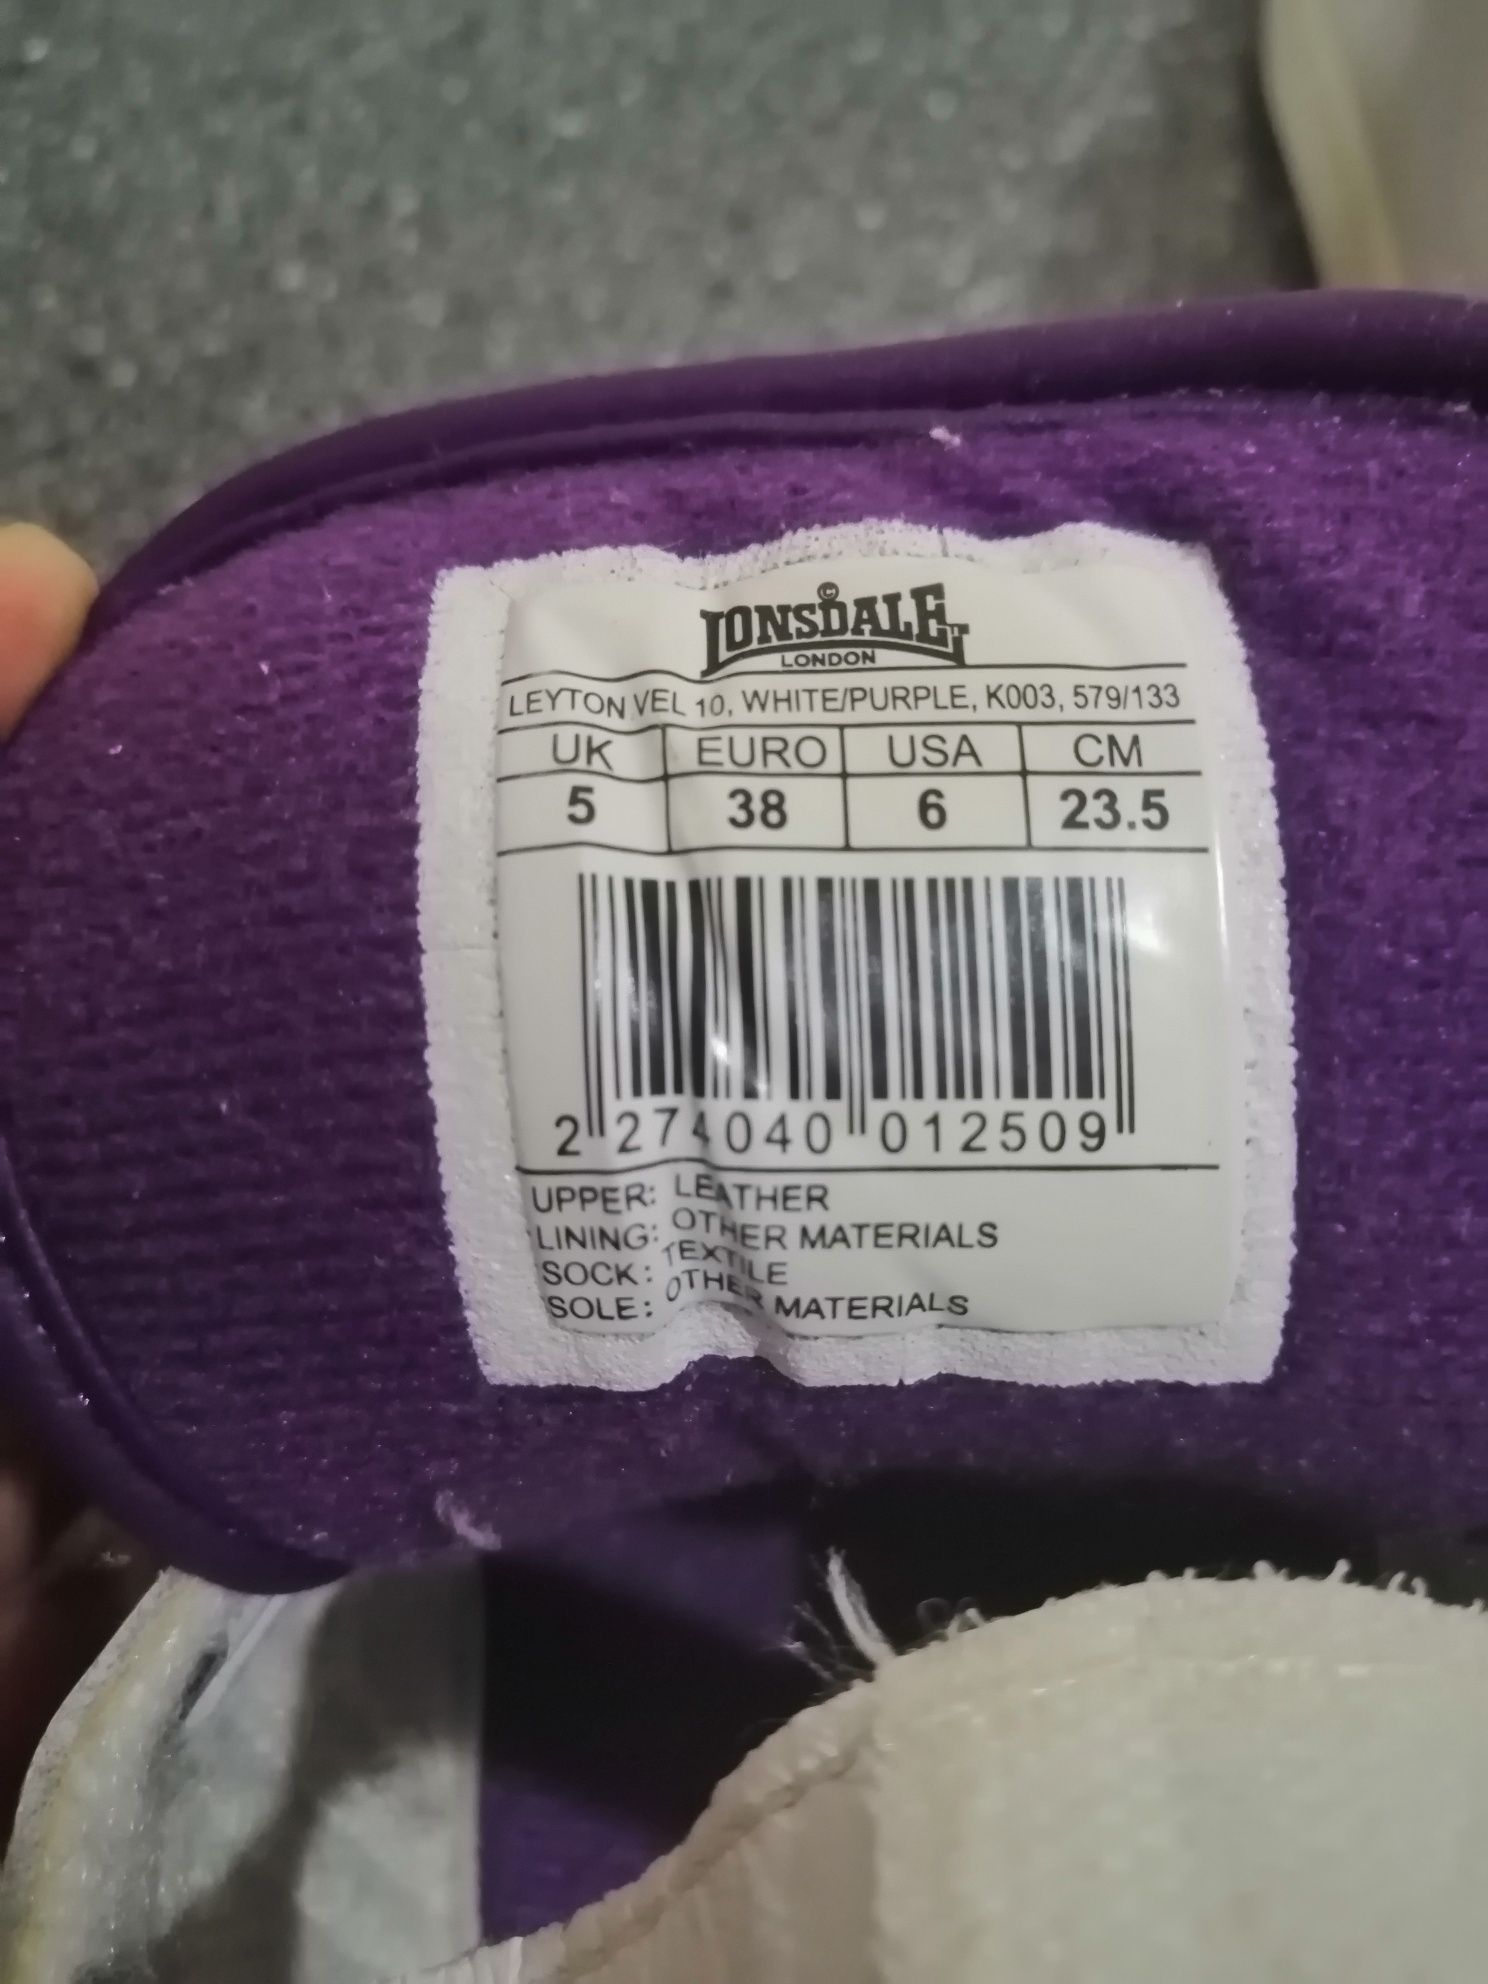 LONSDALE
LONDON
LEYTON VEL 10, WHITE/PURPLE, K003, 579/133
UK EURO USA CM
5 38 6 23.5
2 274040 012509
UPPER: LEATHER
LINING: OTHER MATERIALS
SOCK: TEXTILE
SOLE: OTHER MATERIALS